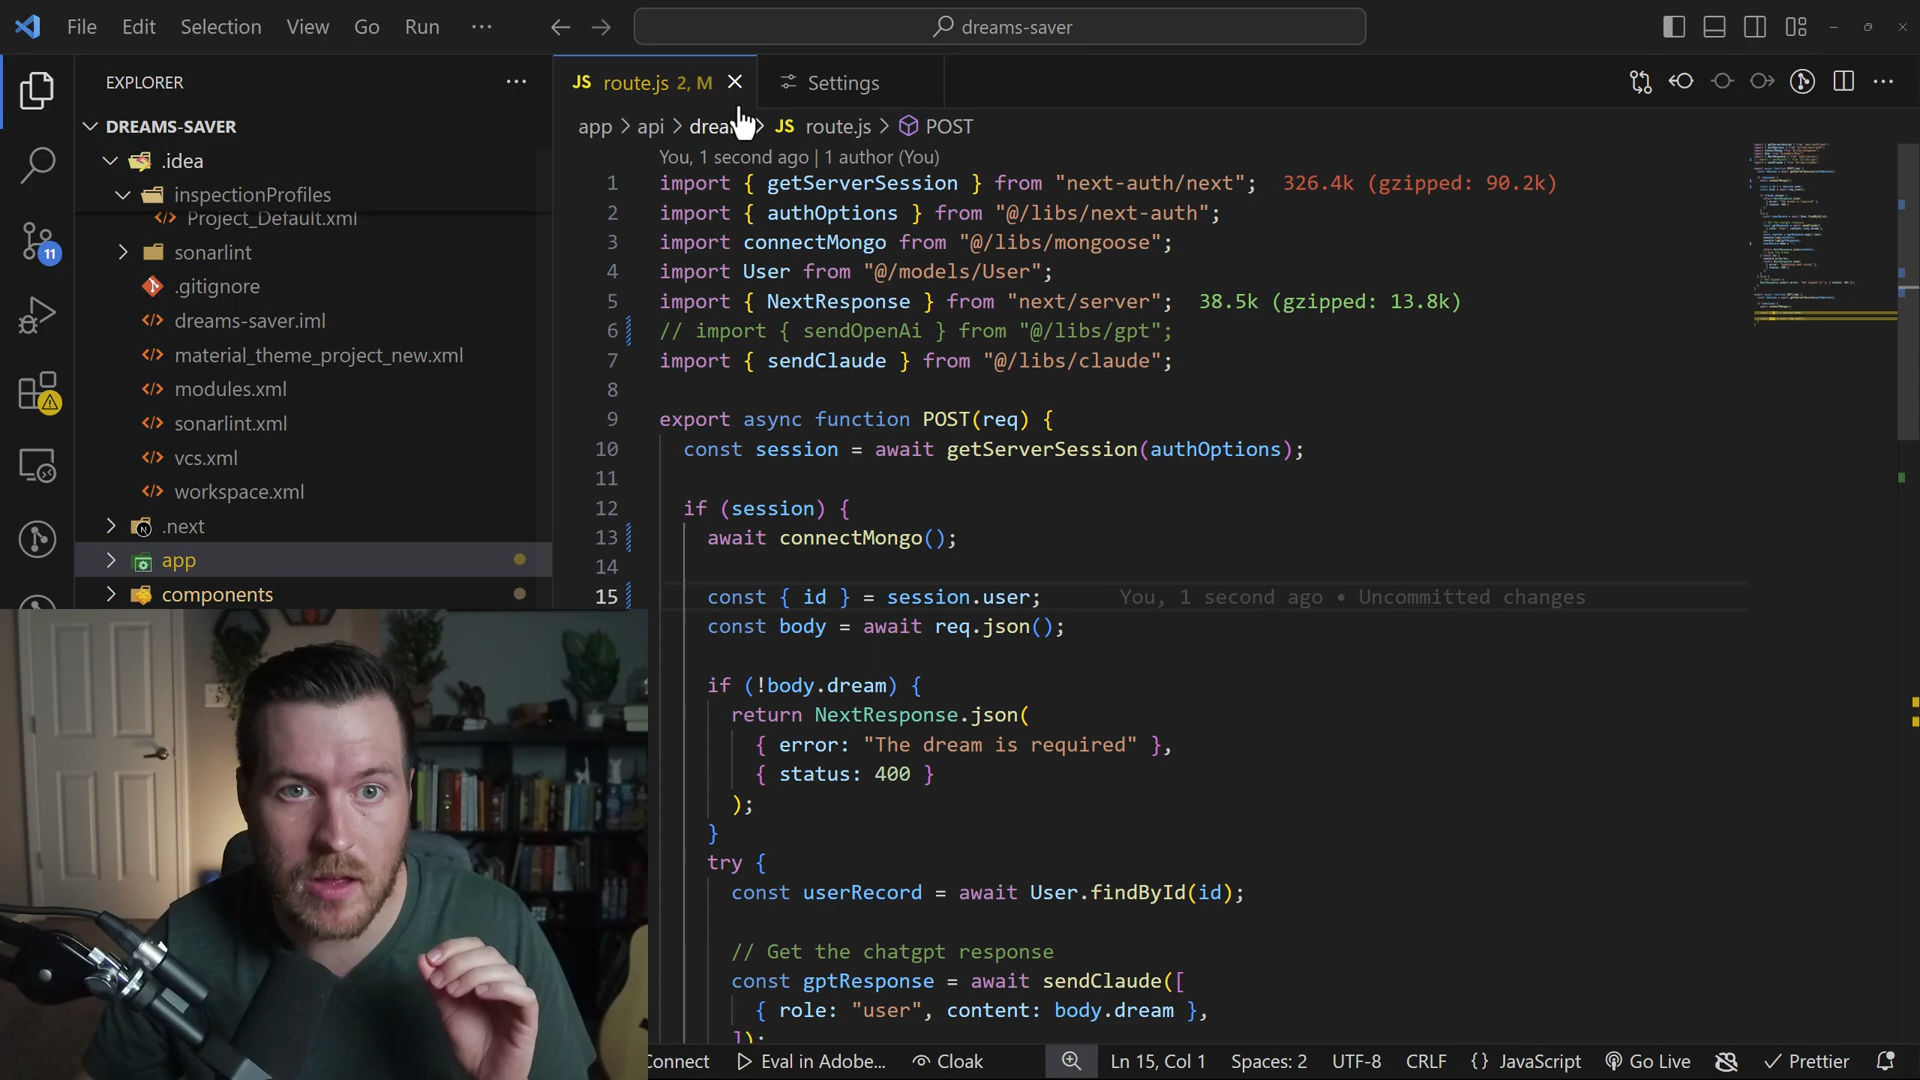 File Edit Selection View Go Run ··· dreams-saver
EXPLORER
DREAMS-SAVER
.idea
inspectionProfiles
Project_Default.xml
sonarlint
.gitignore
dreams-saver.iml
material_theme_project_new.xml
modules.xml
sonarlint.xml
vcs.xml
workspace.xml
.next
app
components
11
JS route.js 2, M Settings
app > api > JS route.js > POST
You, 1 second ago | 1 author (You)
1 import { getServerSession } from "next-auth/next"; 326.4k (gzipped: 90.2k)
2 import { authOptions } from "@/libs/next-auth";
3 import connectMongo from "@/libs/mongoose";
4 import User from "@/models/User";
5 import { NextResponse } from "next/server"; 38.5k (gzipped: 13.8k)
6 // import { sendOpenAi } from "@/libs/gpt";
7 import { sendClaude } from "@/libs/claude";
8
9 export async function POST(req) {
10 const session = await getServerSession(authOptions);
11
12 if (session) {
13 await connectMongo();
14
15 const { id } = session.user; You, 1 second ago • Uncommitted changes
const body = await req.json();
if (!body.dream) {
return NextResponse.json(
{ error: "The dream is required" },
{ status: 400 }
);
}
try {
const userRecord = await User.findById(id);
// Get the chatgpt response
const gptResponse = await sendClaude([
{ role: "user", content: body.dream },
]);
Connect Eval in Adobe... Cloak Ln 15, Col 1 Spaces: 2 UTF-8 CRLF {} JavaScript Go Live Prettier